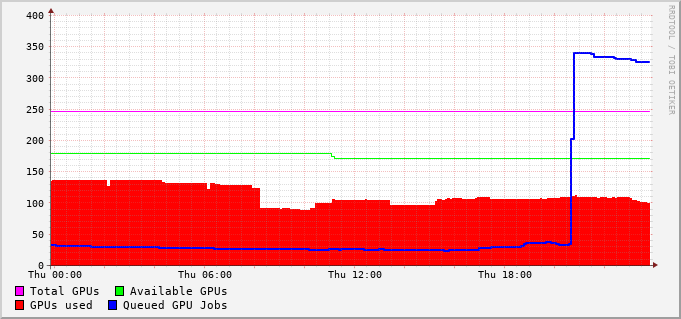 RRDTOOL / TOBI OETIKER
400
350
300
250
200
150
100
50
0
Thu 00:00 Thu 06:00 Thu 12:00 Thu 18:00
Total GPUs Available GPUs
GPUs used Queued GPU Jobs